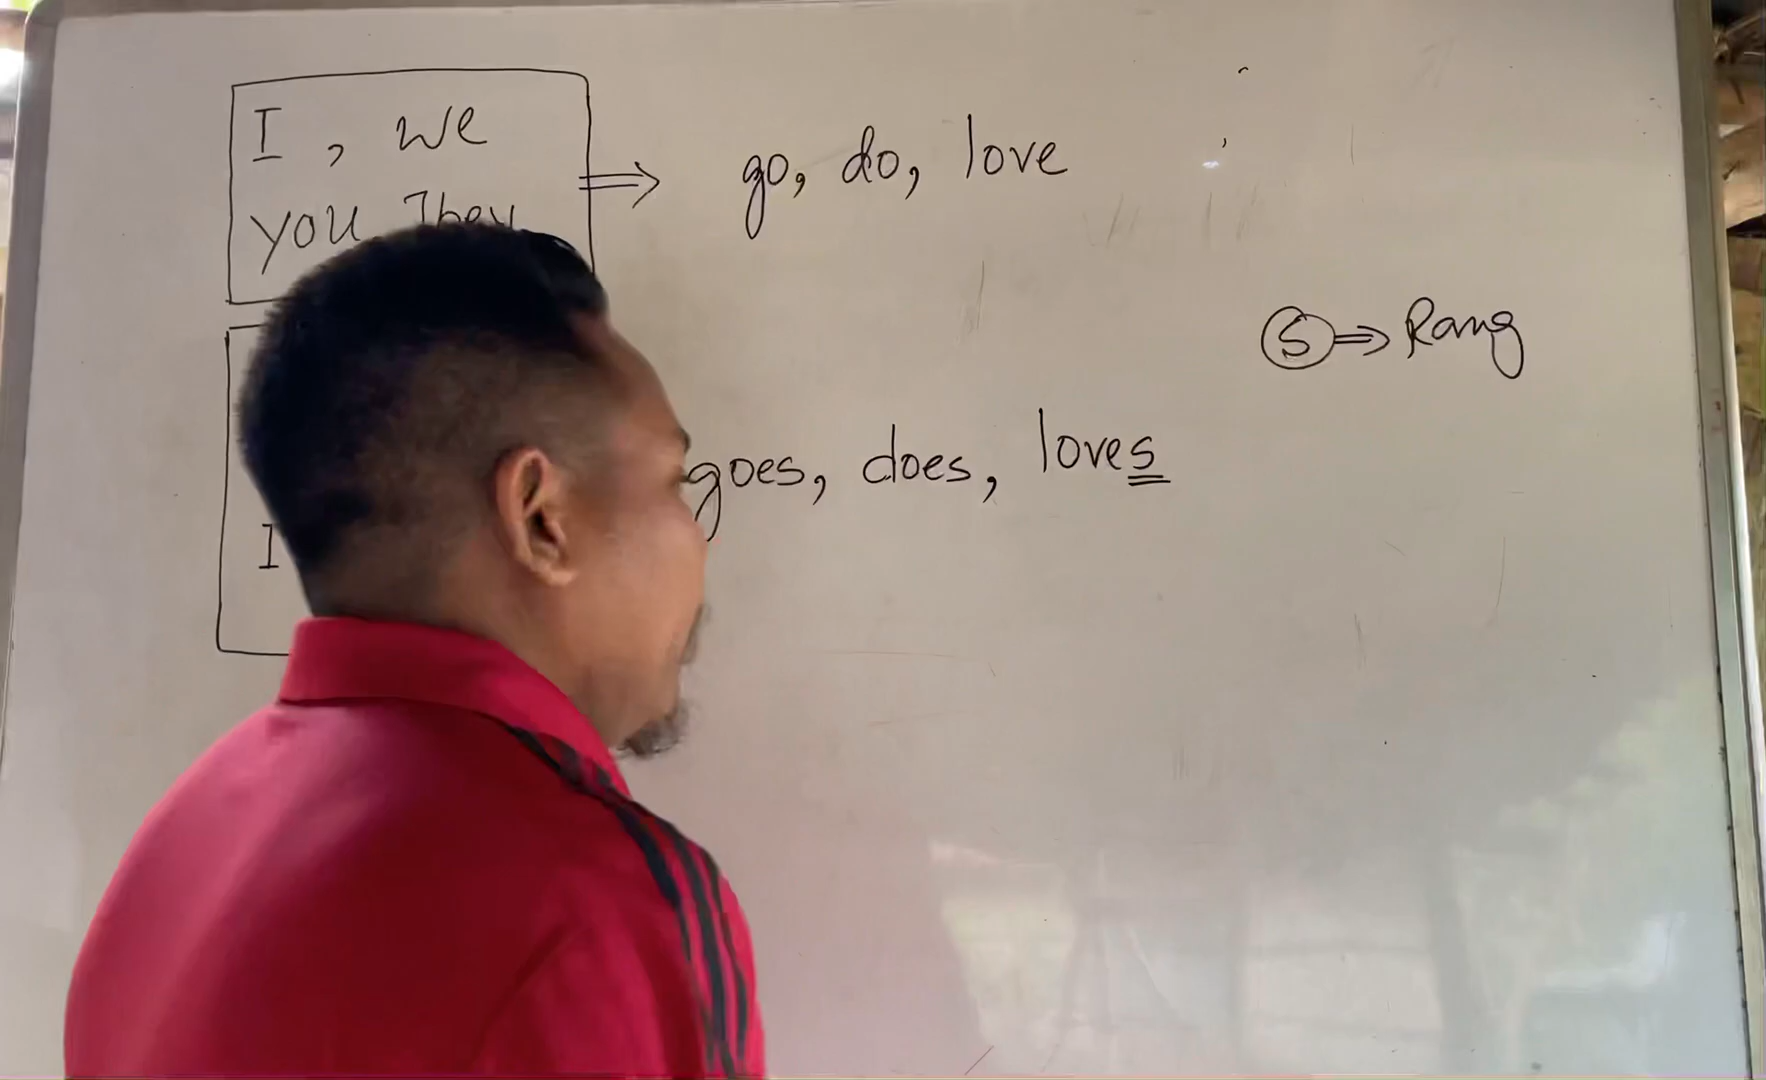 I, we
you They
go, do, love
Ⓢ ⇒ Rang
goes, does, loves
I